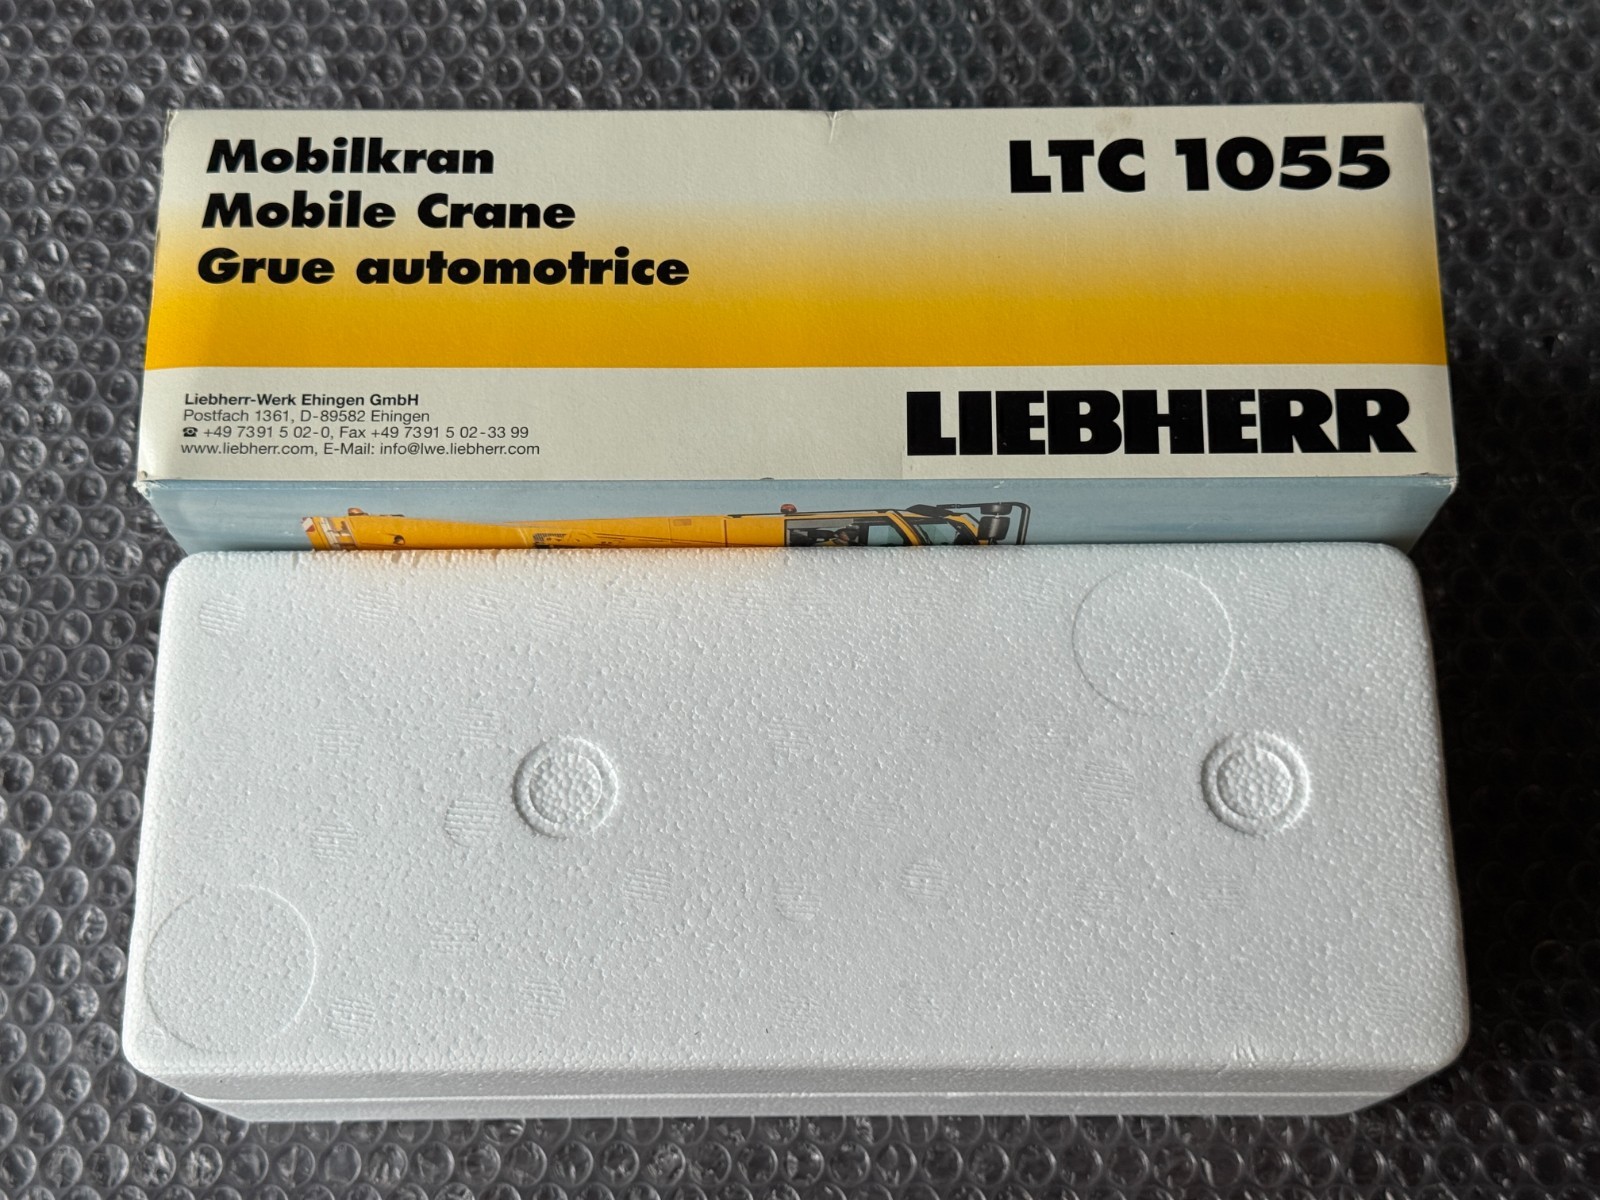 Mobilkran
Mobile Crane
Grue automotrice
LTC 1055
Liebherr-Werk Ehingen GmbH
Postfach 1361, D-89582 Ehingen
☎ +49 7391 5 02-0, Fax +49 7391 5 02-33 99
www.liebherr.com, E-Mail: info@lwe.liebherr.com
LIEBHERR